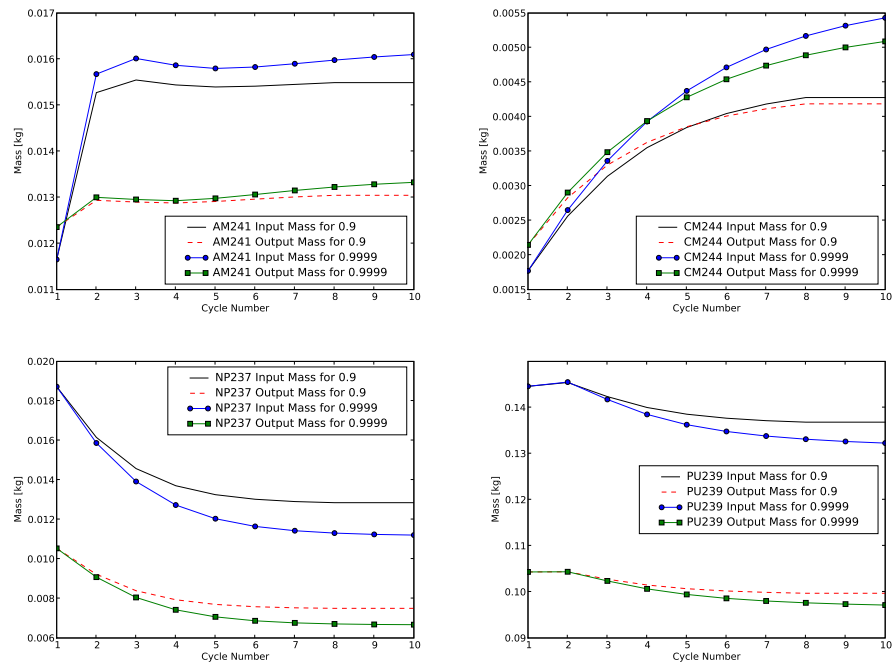 0.017
0.016
0.015
0.014
0.013
0.012
0.011
Mass [kg]
AM241 Input Mass for 0.9
AM241 Output Mass for 0.9
AM241 Input Mass for 0.9999
AM241 Output Mass for 0.9999
1 2 3 4 5 6 7 8 9 10
Cycle Number
0.0055
0.0050
0.0045
0.0040
0.0035
0.0030
0.0025
0.0020
0.0015
Mass [kg]
CM244 Input Mass for 0.9
CM244 Output Mass for 0.9
CM244 Input Mass for 0.9999
CM244 Output Mass for 0.9999
1 2 3 4 5 6 7 8 9 10
Cycle Number
0.020
0.018
0.016
0.014
0.012
0.010
0.008
0.006
Mass [kg]
NP237 Input Mass for 0.9
NP237 Output Mass for 0.9
NP237 Input Mass for 0.9999
NP237 Output Mass for 0.9999
1 2 3 4 5 6 7 8 9 10
Cycle Number
0.14
0.13
0.12
0.11
0.10
0.09
Mass [kg]
PU239 Input Mass for 0.9
PU239 Output Mass for 0.9
PU239 Input Mass for 0.9999
PU239 Output Mass for 0.9999
1 2 3 4 5 6 7 8 9 10
Cycle Number